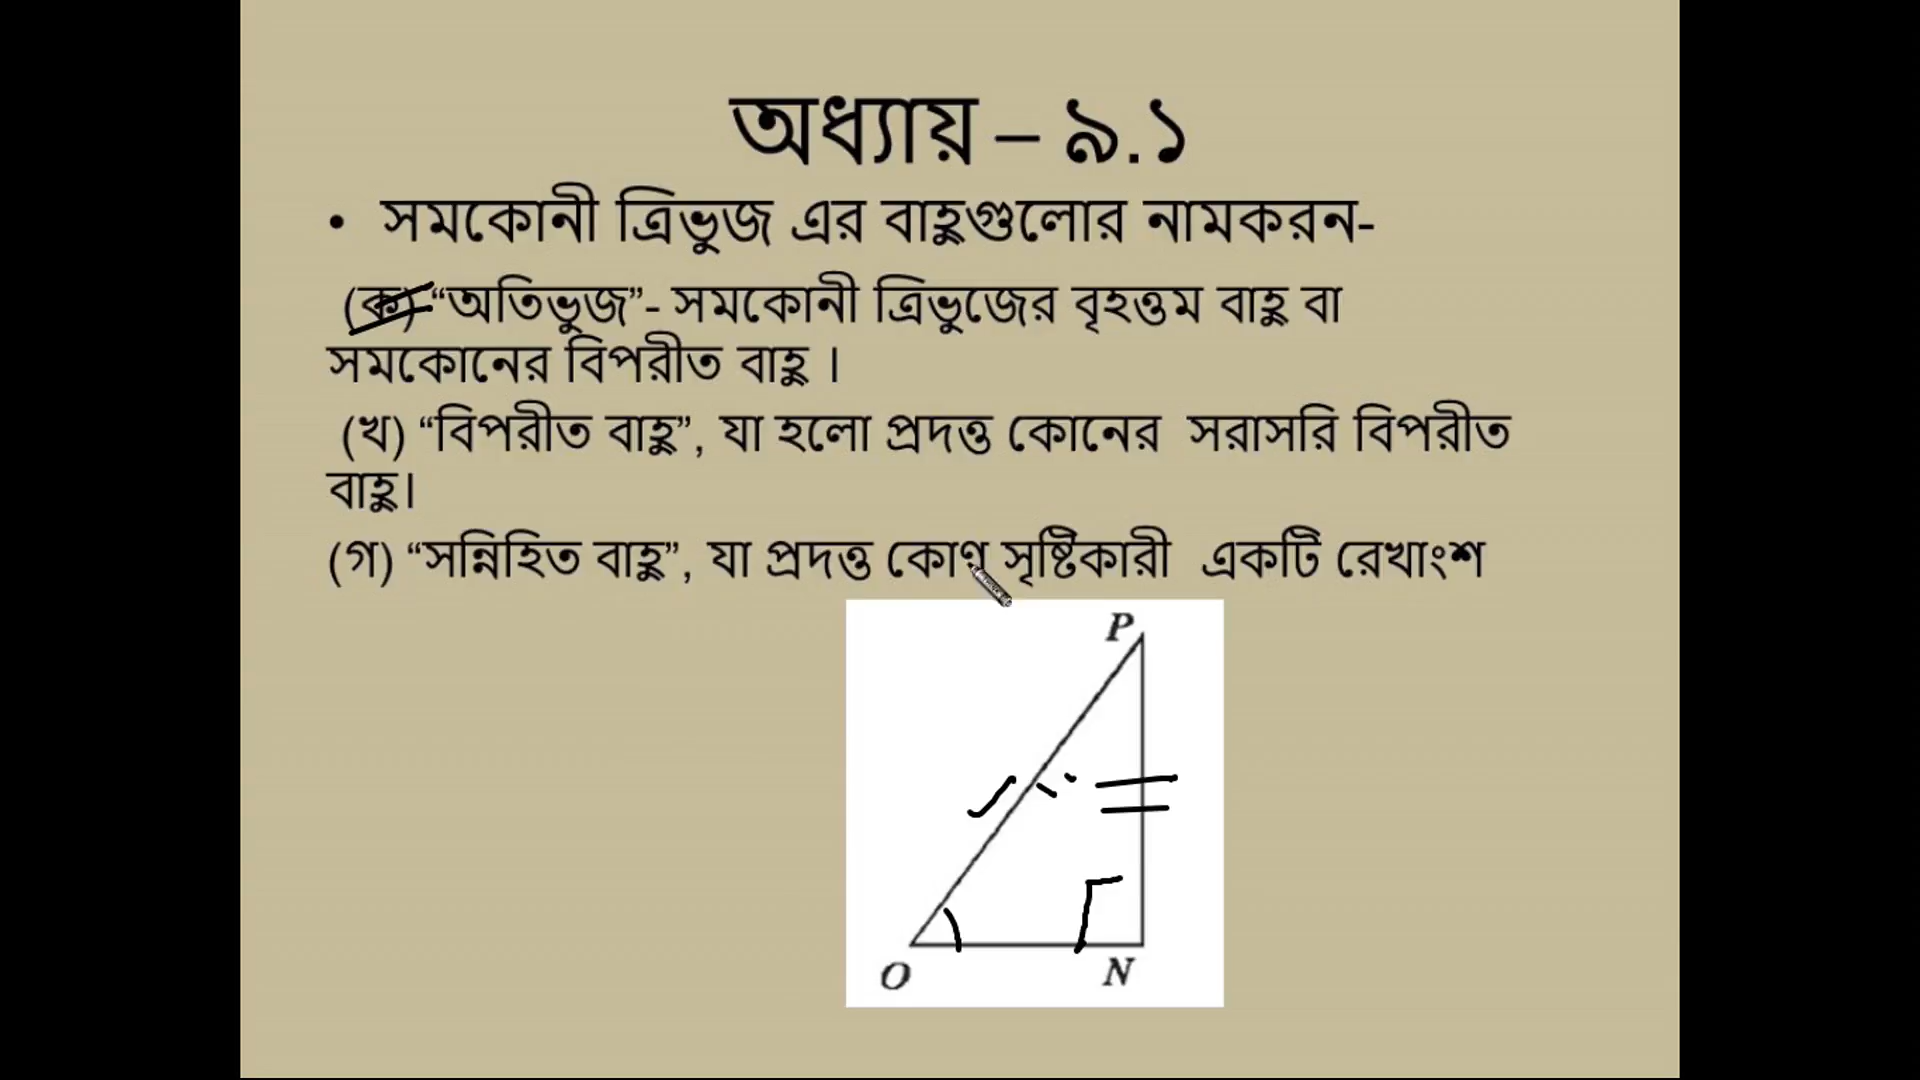 অধ্যায় – ৯.১
• সমকোনী ত্রিভুজ এর বাহুগুলোর নামকরন-
(ক) “অতিভুজ”- সমকোনী ত্রিভুজের বৃহত্তম বাহু বা
সমকোনের বিপরীত বাহু ।
(খ) “বিপরীত বাহু”, যা হলো প্রদত্ত কোনের সরাসরি বিপরীত
বাহু।
(গ) “সন্নিহিত বাহু”, যা প্রদত্ত কোণ সৃষ্টিকারী একটি রেখাংশ
P
O
N